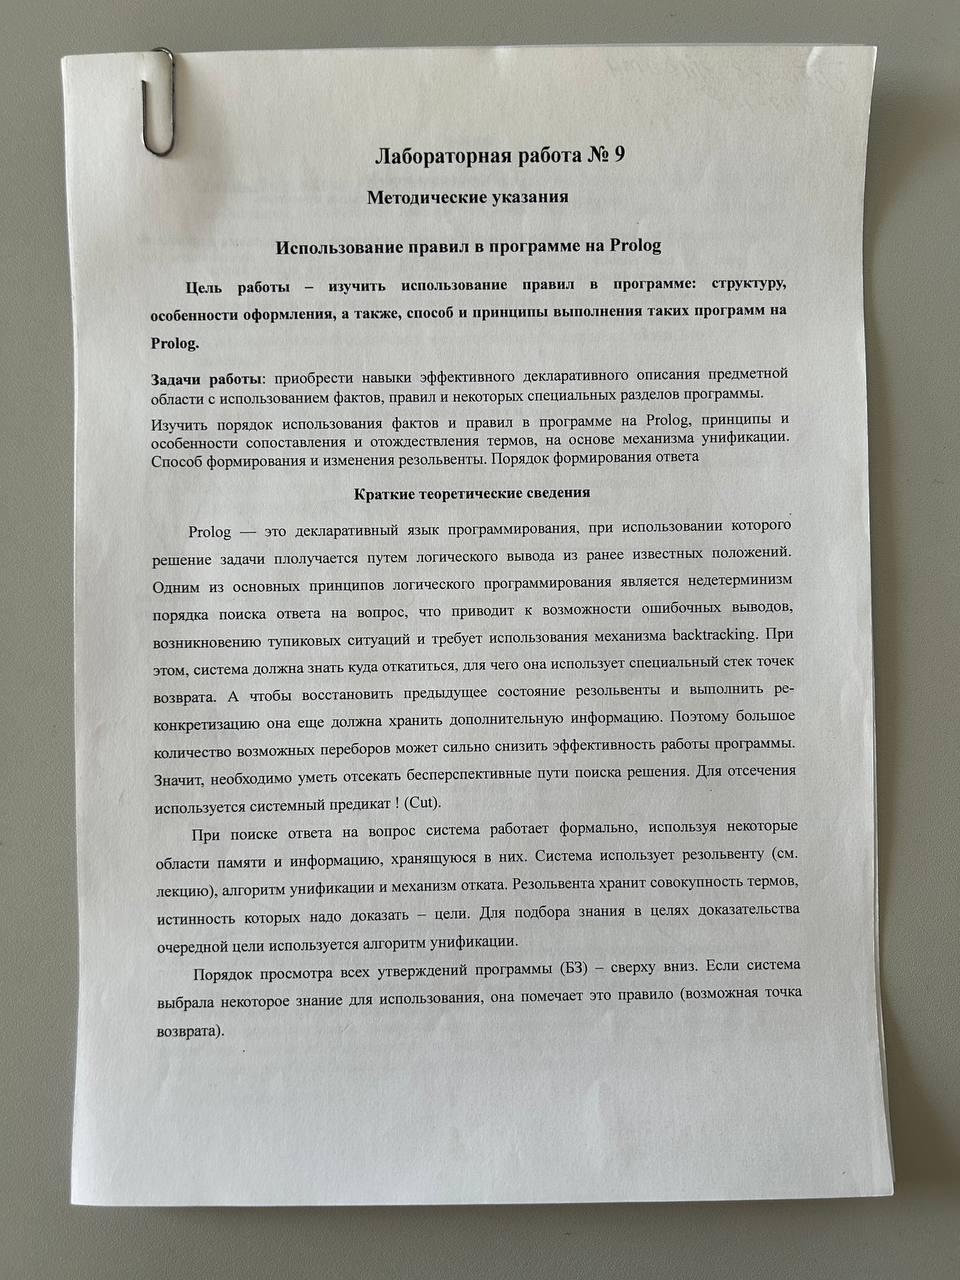 Лабораторная работа № 9
Методические указания
Использование правил в программе на Prolog
Цель работы – изучить использование правил в программе: структуру,
особенности оформления, а также, способ и принципы выполнения таких программ на
Prolog.
Задачи работы: приобрести навыки эффективного декларативного описания предметной
области с использованием фактов, правил и некоторых специальных разделов программы.
Изучить порядок использования фактов и правил в программе на Prolog, принципы и
особенности сопоставления и отождествления термов, на основе механизма унификации.
Способ формирования и изменения резольвенты. Порядок формирования ответа
Краткие теоретические сведения
Prolog — это декларативный язык программирования, при использовании которого
решение задачи плолучается путем логического вывода из ранее известных положений.
Одним из основных принципов логического программирования является недетерминизм
порядка поиска ответа на вопрос, что приводит к возможности ошибочных выводов,
возникновению тупиковых ситуаций и требует использования механизма backtracking. При
этом, система должна знать куда откатиться, для чего она использует специальный стек точек
возврата. А чтобы восстановить предыдущее состояние резольвенты и выполнить ре-
конкретизацию она еще должна хранить дополнительную информацию. Поэтому большое
количество возможных переборов может сильно снизить эффективность работы программы.
Значит, необходимо уметь отсекать бесперспективные пути поиска решения. Для отсечения
используется системный предикат ! (Cut).
При поиске ответа на вопрос система работает формально, используя некоторые
области памяти и информацию, хранящуюся в них. Система использует резольвенту (см.
лекцию), алгоритм унификации и механизм отката. Резольвента хранит совокупность термов,
истинность которых надо доказать – цели. Для подбора знания в целях доказательства
очередной цели используется алгоритм унификации.
Порядок просмотра всех утверждений программы (БЗ) – сверху вниз. Если система
выбрала некоторое знание для использования, она помечает это правило (возможная точка
возврата).